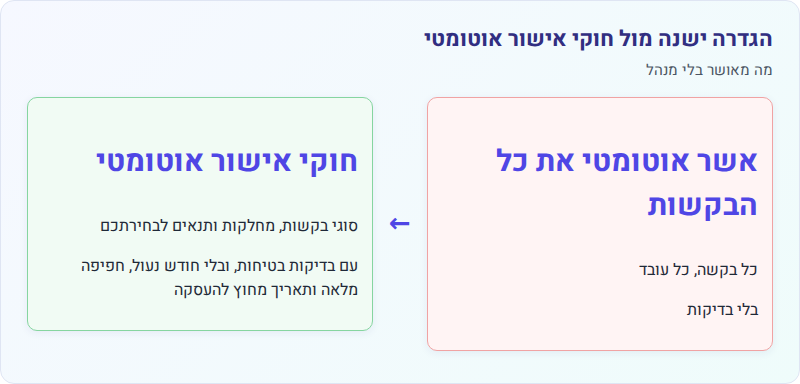 הגדרה ישנה מול חוקי אישור אוטומטי
מה מאושר בלי מנהל
אשר אוטומטי את כל
הבקשות
כל בקשה, כל עובד
בלי בדיקות
←
חוקי אישור אוטומטי
סוגי בקשות, מחלקות ותנאים לבחירתכם
עם בדיקות בטיחות, ובלי חודש נעול, חפיפה
מלאה ותאריך מחוץ להעסקה